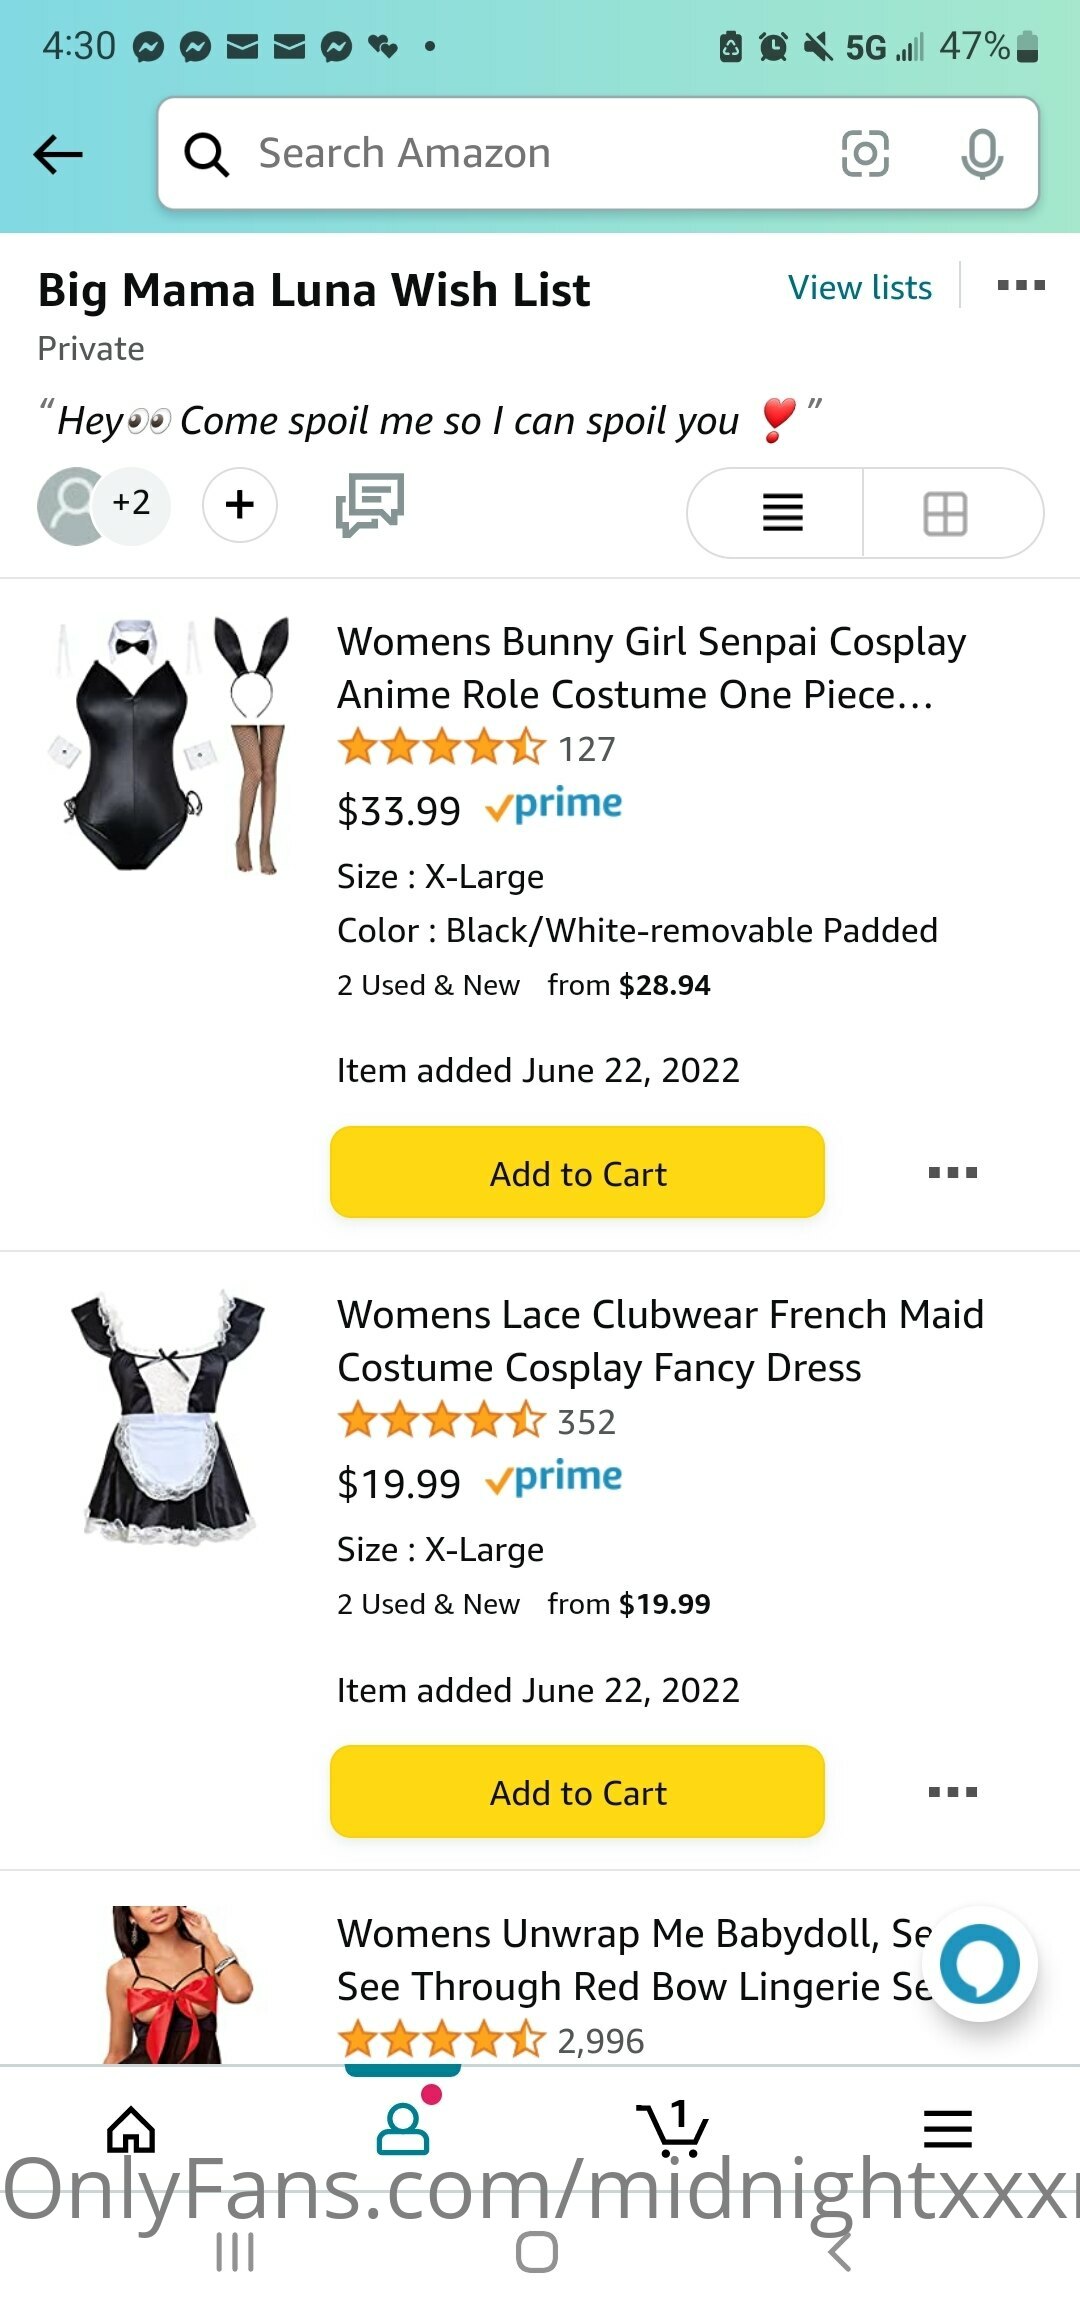 4:30 5G 47%
Search Amazon
Big Mama Luna Wish List View lists
Private
“Hey👀 Come spoil me so I can spoil you ❣️”
+2 +
Womens Bunny Girl Senpai Cosplay
Anime Role Costume One Piece...
127
$33.99 prime
Size : X-Large
Color : Black/White-removable Padded
2 Used & New from $28.94
Item added June 22, 2022
Add to Cart
Womens Lace Clubwear French Maid
Costume Cosplay Fancy Dress
352
$19.99 prime
Size : X-Large
2 Used & New from $19.99
Item added June 22, 2022
Add to Cart
Womens Unwrap Me Babydoll,
See Through Red Bow Lingerie
2,996
1
OnlyFans.com/midnightxxx